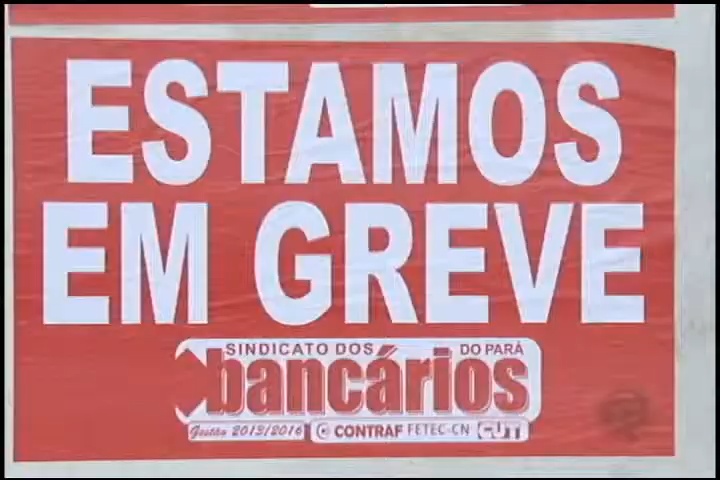 ESTAMOS
EM GREVE
SINDICATO DOS DO PARÁ
bancários
Gestão 2013/2016 CONTRAF FETEC-CN CUT